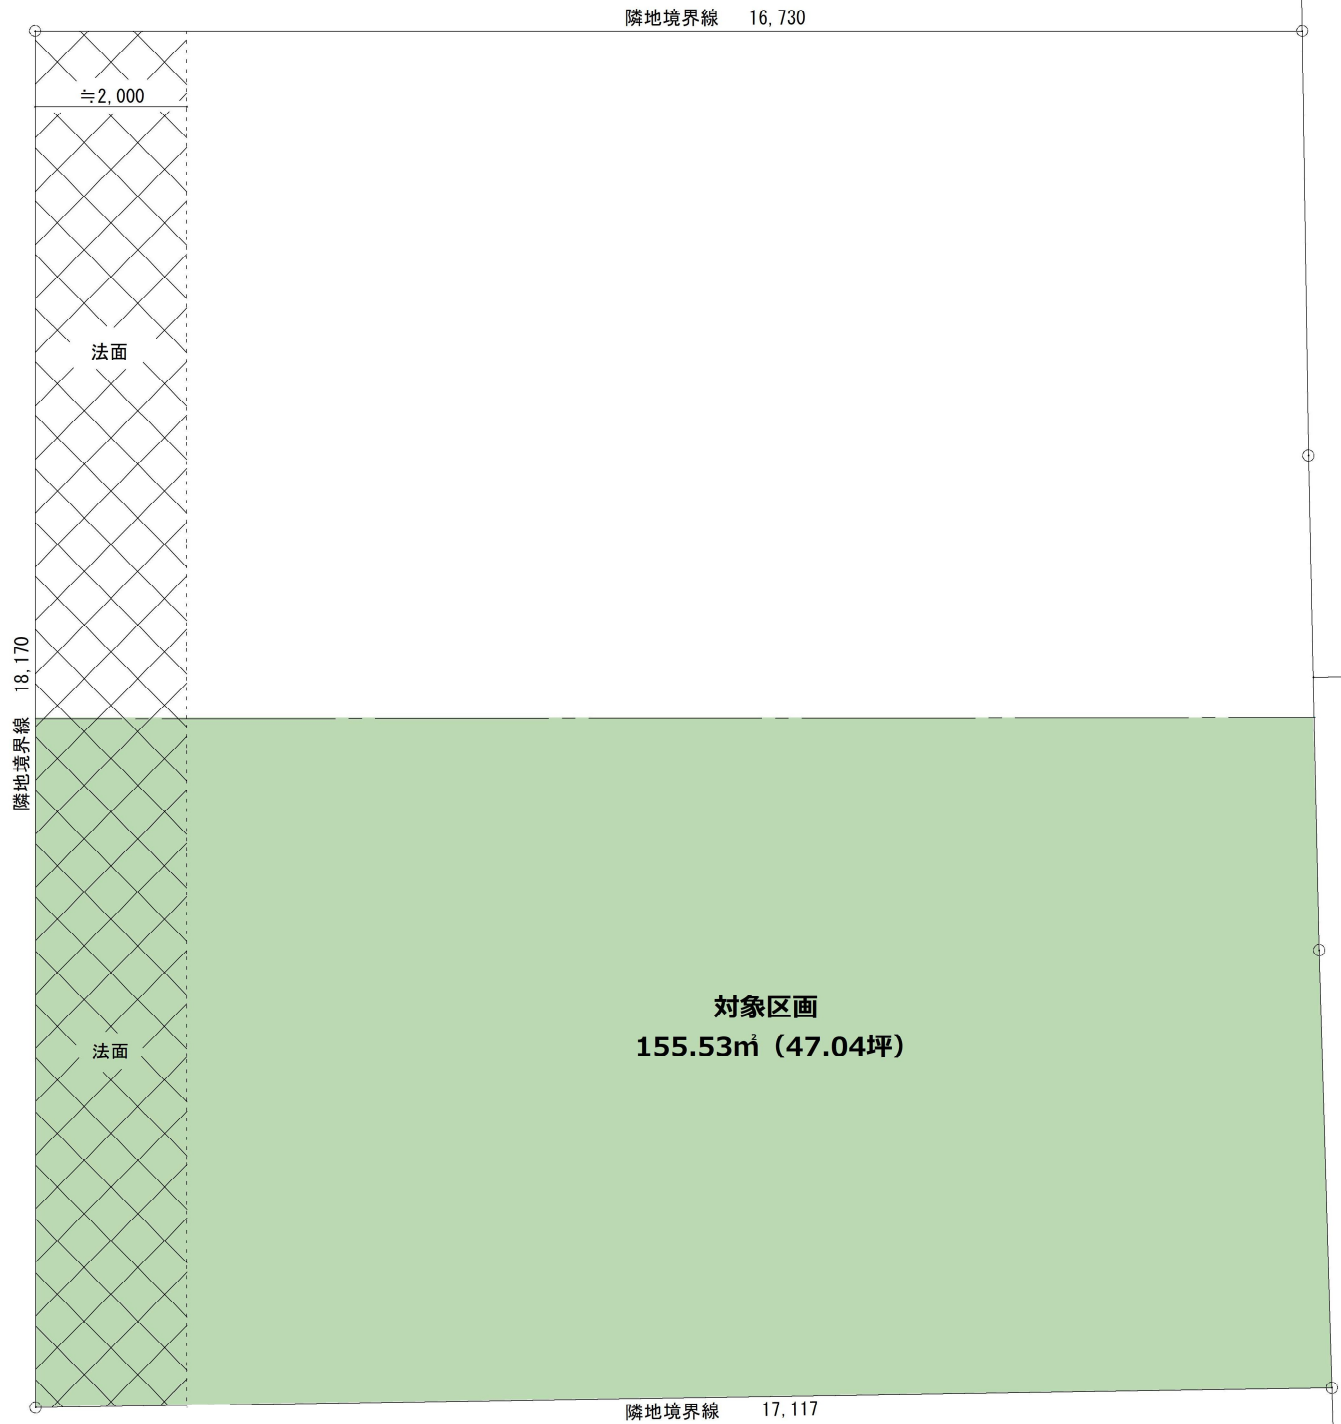 隣地境界線 16,730
≒2,000
法面
隣地境界線 18,170
対象区画
155.53㎡（47.04坪）
法面
隣地境界線 17,117